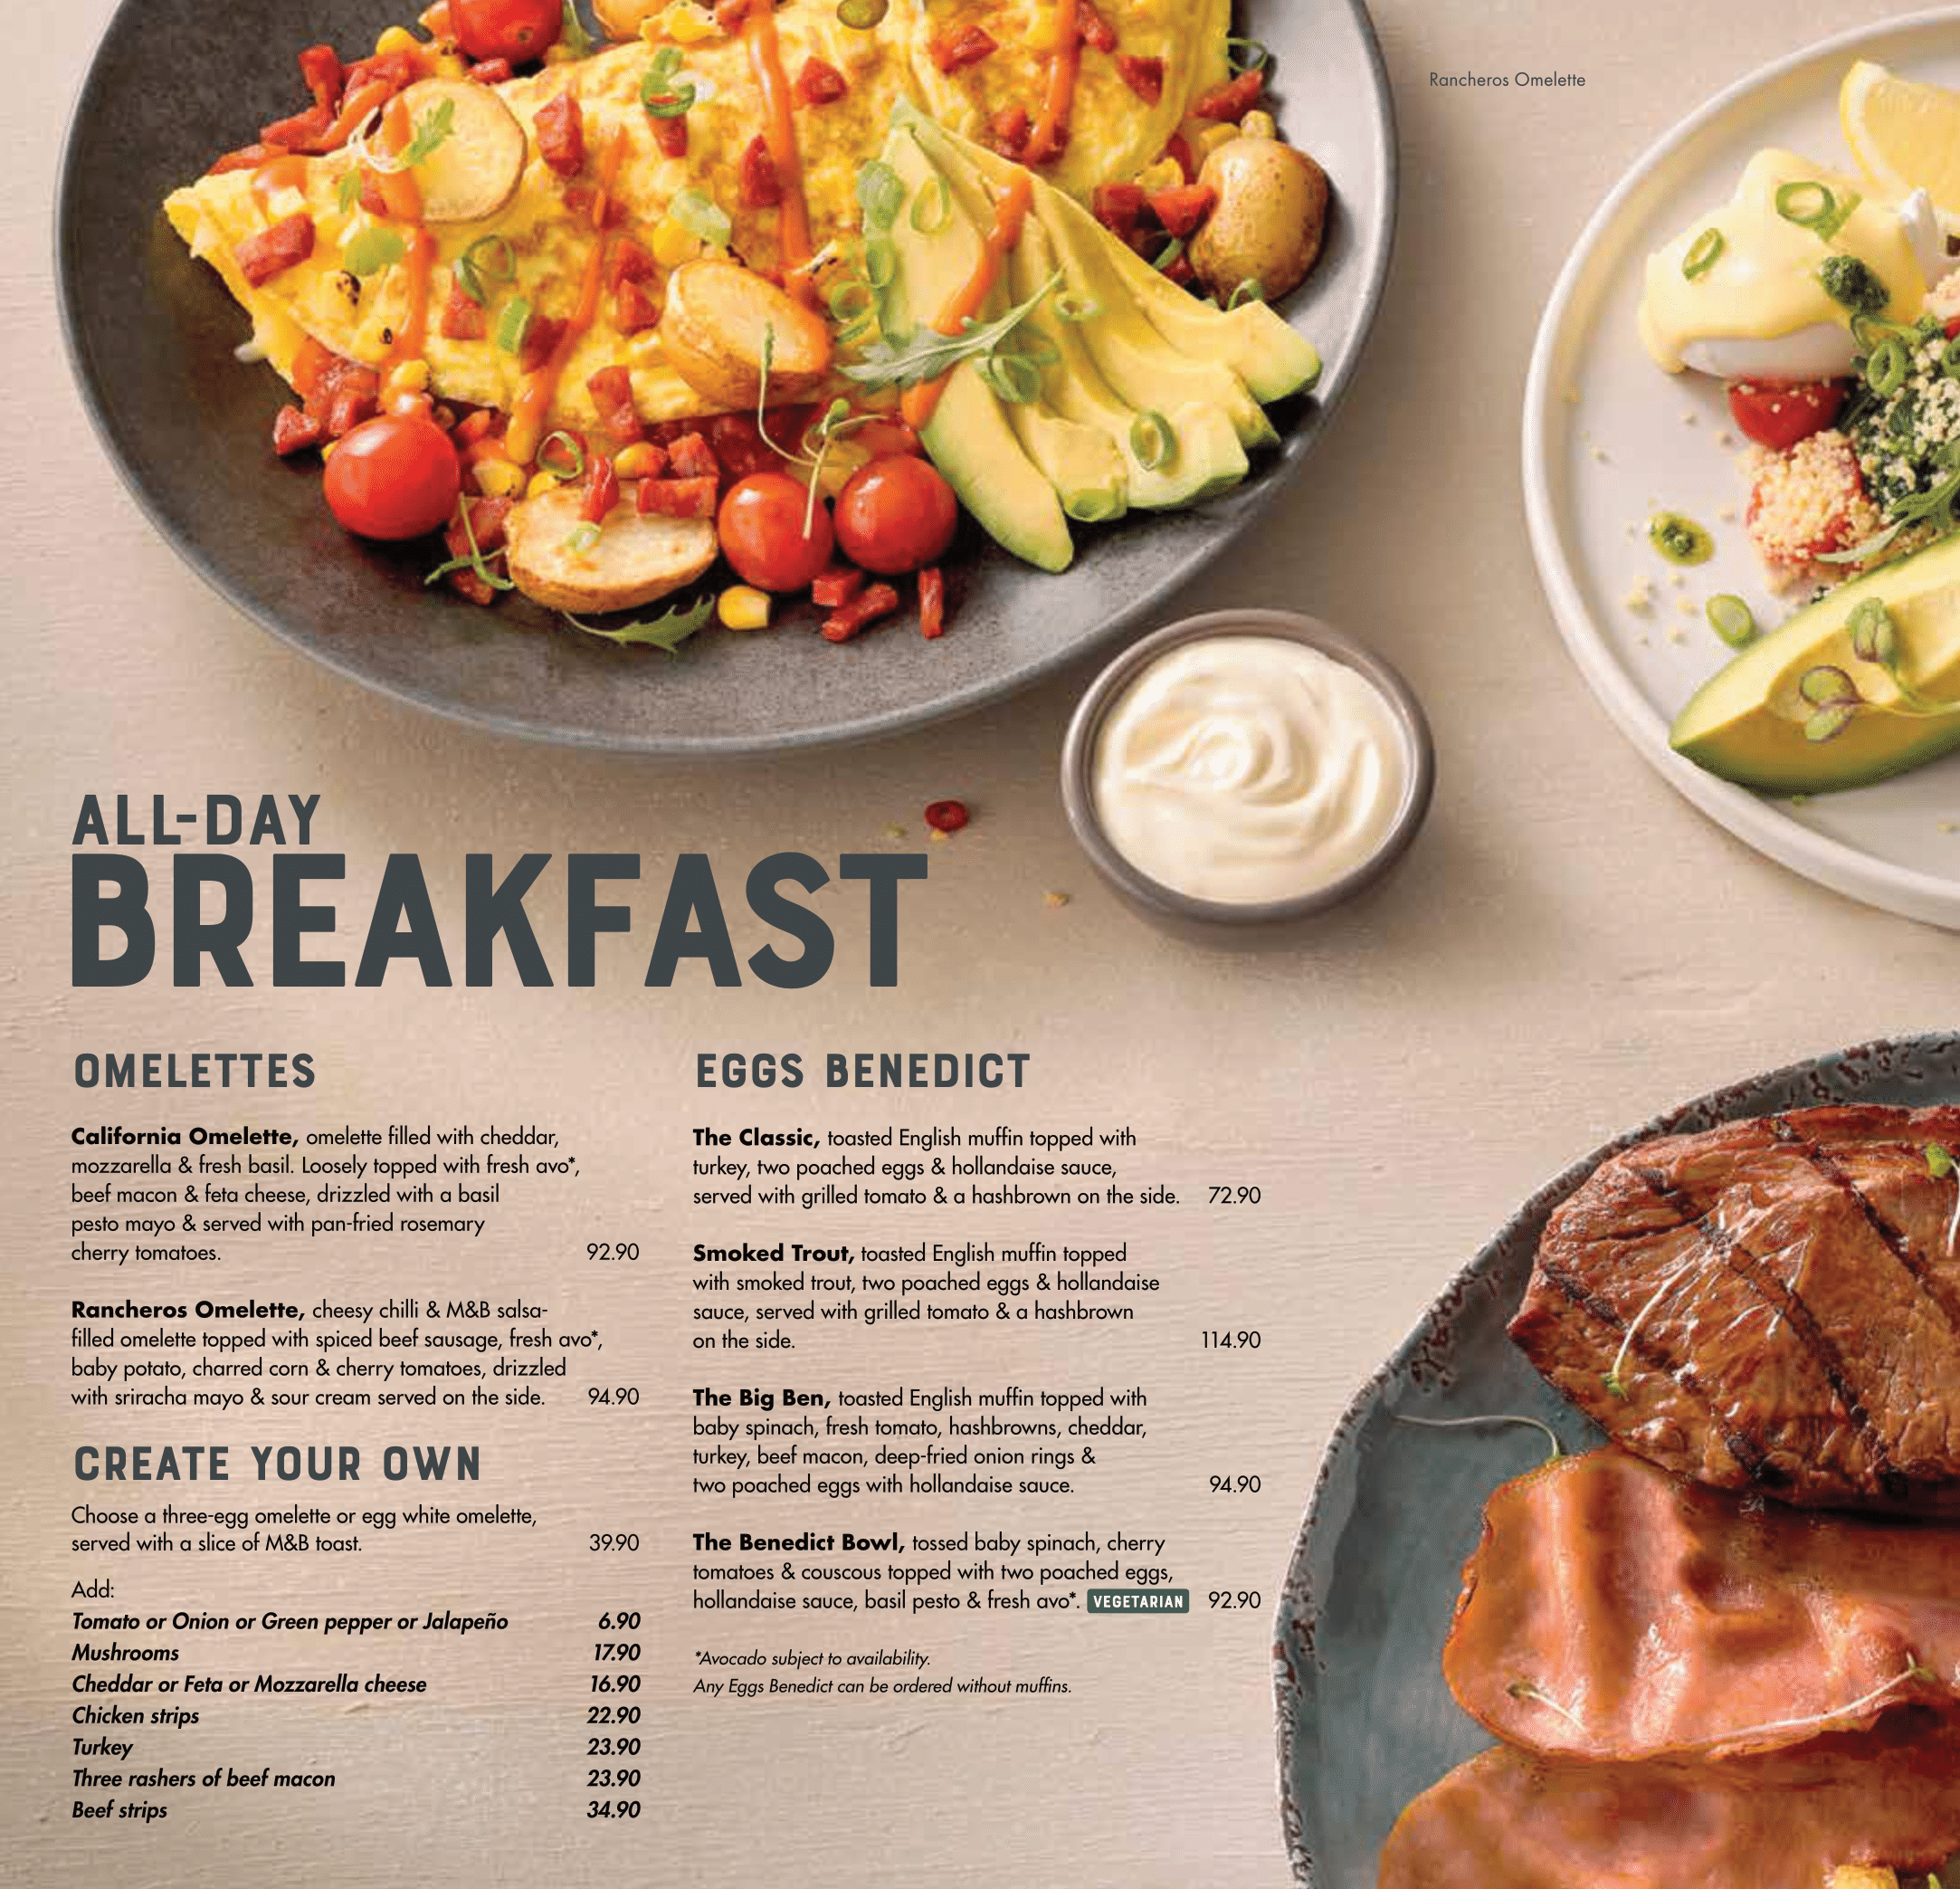 Rancheros Omelette
ALL-DAY
BREAKFAST
OMELETTES
California Omelette, omelette filled with cheddar,
mozzarella & fresh basil. Loosely topped with fresh avo*,
beef macon & feta cheese, drizzled with a basil
pesto mayo & served with pan-fried rosemary
cherry tomatoes. 92.90
Rancheros Omelette, cheesy chilli & M&B salsa-
filled omelette topped with spiced beef sausage, fresh avo*,
baby potato, charred corn & cherry tomatoes, drizzled
with sriracha mayo & sour cream served on the side. 94.90
CREATE YOUR OWN
Choose a three-egg omelette or egg white omelette,
served with a slice of M&B toast. 39.90
Add:
Tomato or Onion or Green pepper or Jalapeño 6.90
Mushrooms 17.90
Cheddar or Feta or Mozzarella cheese 16.90
Chicken strips 22.90
Turkey 23.90
Three rashers of beef macon 23.90
Beef strips 34.90
EGGS BENEDICT
The Classic, toasted English muffin topped with
turkey, two poached eggs & hollandaise sauce,
served with grilled tomato & a hashbrown on the side. 72.90
Smoked Trout, toasted English muffin topped
with smoked trout, two poached eggs & hollandaise
sauce, served with grilled tomato & a hashbrown
on the side. 114.90
The Big Ben, toasted English muffin topped with
baby spinach, fresh tomato, hashbrowns, cheddar,
turkey, beef macon, deep-fried onion rings &
two poached eggs with hollandaise sauce. 94.90
The Benedict Bowl, tossed baby spinach, cherry
tomatoes & couscous topped with two poached eggs,
hollandaise sauce, basil pesto & fresh avo*. VEGETARIAN 92.90
*Avocado subject to availability.
Any Eggs Benedict can be ordered without muffins.